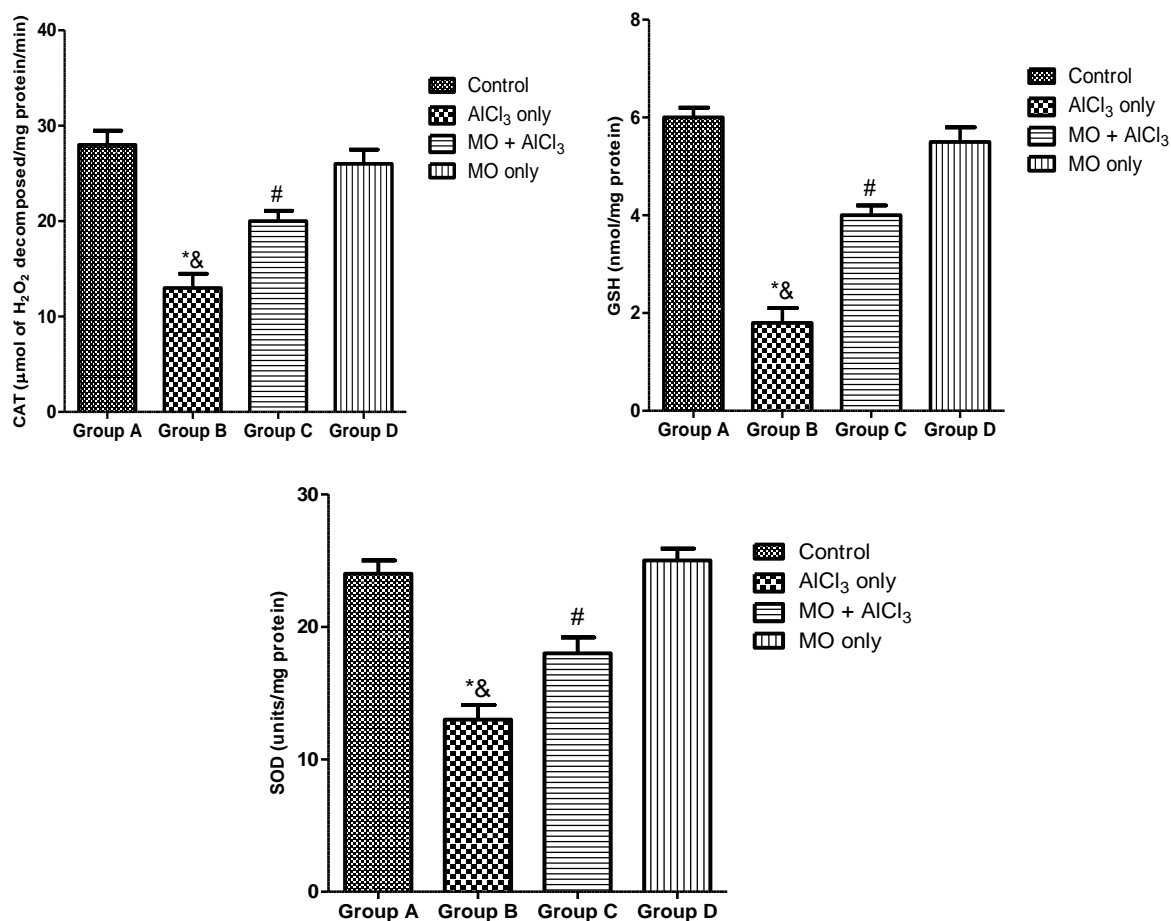 CAT (µmol of H₂O₂ decomposed/mg protein/min)
40
30
20
10
0
*&
#
Group A Group B Group C Group D
Control
AlCl₃ only
MO + AlCl₃
MO only
GSH (nmol/mg protein)
8
6
4
2
0
*&
#
Group A Group B Group C Group D
Control
AlCl₃ only
MO + AlCl₃
MO only
SOD (units/mg protein)
30
20
10
0
*&
#
Group A Group B Group C Group D
Control
AlCl₃ only
MO + AlCl₃
MO only